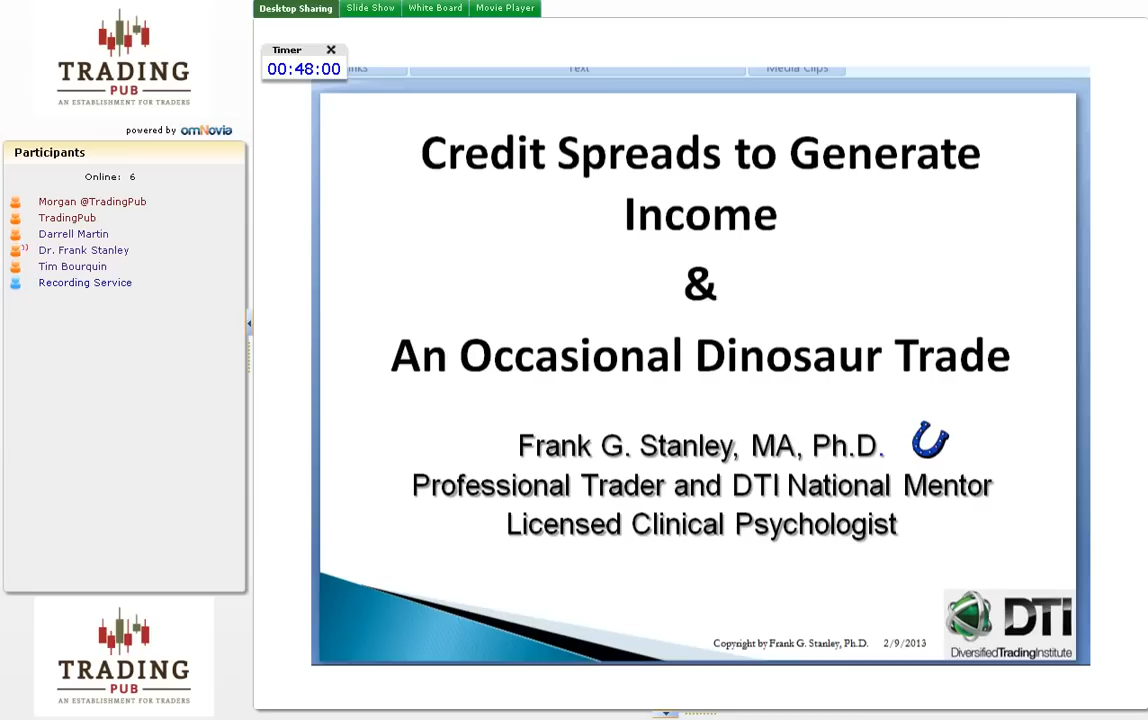 TRADING
PUB
AN ESTABLISHMENT FOR TRADERS
powered by omNovia
Participants
Online: 6
Morgan @TradingPub
TradingPub
Darrell Martin
Dr. Frank Stanley
Tim Bourquin
Recording Service
TRADING
PUB
AN ESTABLISHMENT FOR TRADERS
Desktop Sharing Slide Show White Board Movie Player
Timer
00:48:00
Text Media Clips
Credit Spreads to Generate
Income
&
An Occasional Dinosaur Trade
Frank G. Stanley, MA, Ph.D.
Professional Trader and DTI National Mentor
Licensed Clinical Psychologist
Copyright by Frank G. Stanley, Ph.D. 2/9/2013
DTI
DiversifiedTradingInstitute